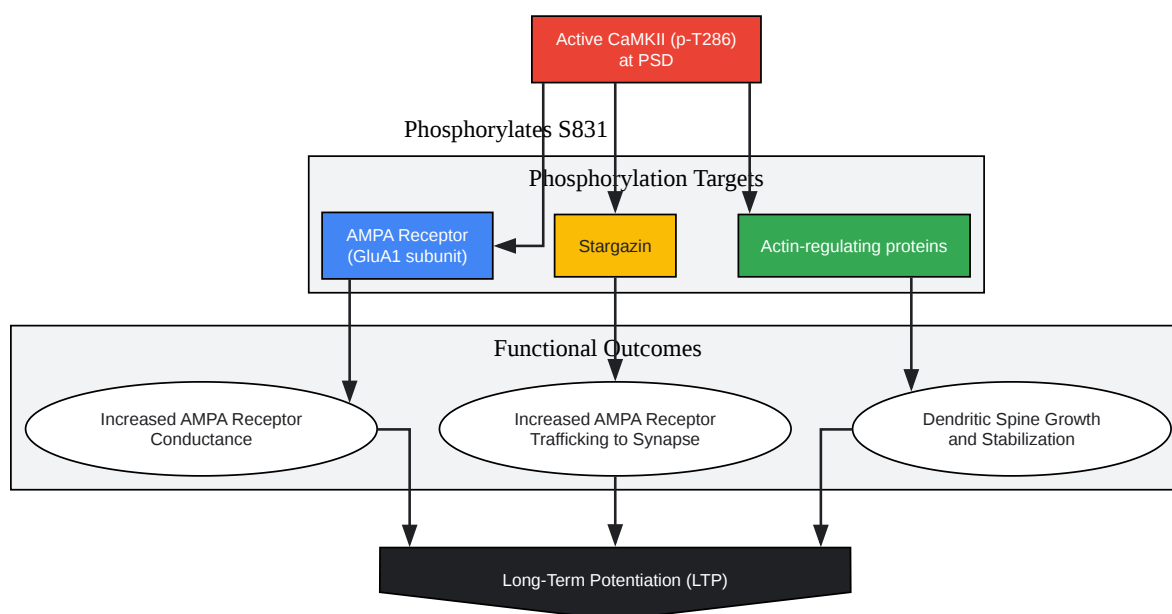 Active CaMKII (p-T286)
at PSD
Phosphorylates S831
Phosphorylation Targets
AMPA Receptor
(GluA1 subunit)
Stargazin
Actin-regulating proteins
Functional Outcomes
Increased AMPA Receptor
Conductance
Increased AMPA Receptor
Trafficking to Synapse
Dendritic Spine Growth
and Stabilization
Long-Term Potentiation (LTP)